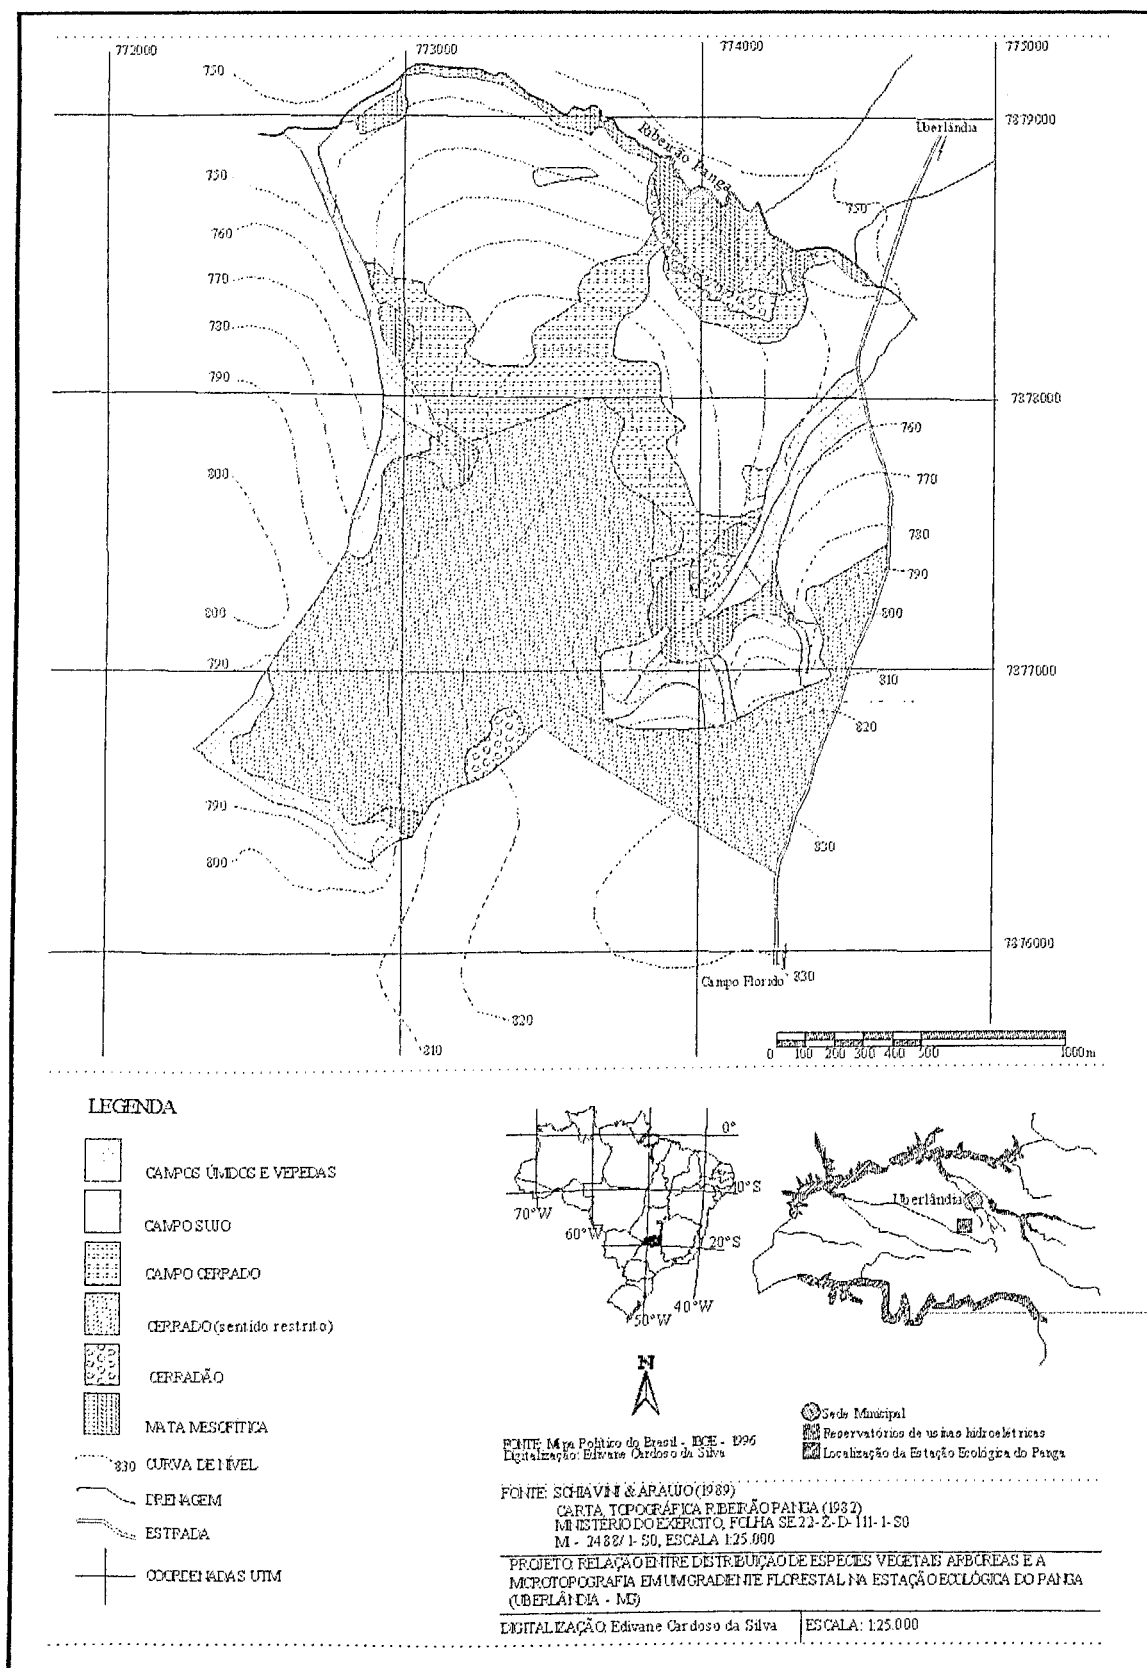 772000 773000 774000 775000
750
7879000
Uberlândia
Ribeirão Panga
750
750
760
770
780
790
7878000
760
800
770
780
790
800
800
790
7877000
810
820
790
830
800
7876000
Campo Florido
830
820
810
0 100 200 300 400 500 1000m
LEGENDA
CAMPOS ÚMIDOS E VEREDAS
CAMPO SUJO
CAMPO CERRADO
CERRADO (sentido restrito)
CERRADÃO
MATA MESOFÍTICA
830 CURVA DE NÍVEL
DRENAGEM
ESTRADA
COORDENADAS UTM
0°
10°S
70°W
60°W
20°S
40°W
50°W
Uberlândia
N
Sede Municipal
Reservatórios de usinas hidroelétricas
Localização da Estação Ecológica do Panga
FONTE: Mapa Político do Brasil - IBGE - 1996
Digitalização: Edivane Cardoso da Silva
FONTE: SCHIAVINI & ARAUJO (1989)
CARTA TOPOGRÁFICA RIBEIRÃO PANGA (1982)
MINISTÉRIO DO EXERCITO, FOLHA SE.22-Z-D-111-1-S0
M - 2488/1-S0, ESCALA 1:25.000
PROJETO: RELAÇÃO ENTRE DISTRIBUIÇÃO DE ESPÉCIES VEGETAIS ARBÓREAS E A
MICROTOPOGRAFIA EM UM GRADIENTE FLORESTAL NA ESTAÇÃO ECOLÓGICA DO PANGA
(UBERLÂNDIA - MG)
DIGITALIZAÇÃO: Edivane Cardoso da Silva ESCALA: 1:25.000